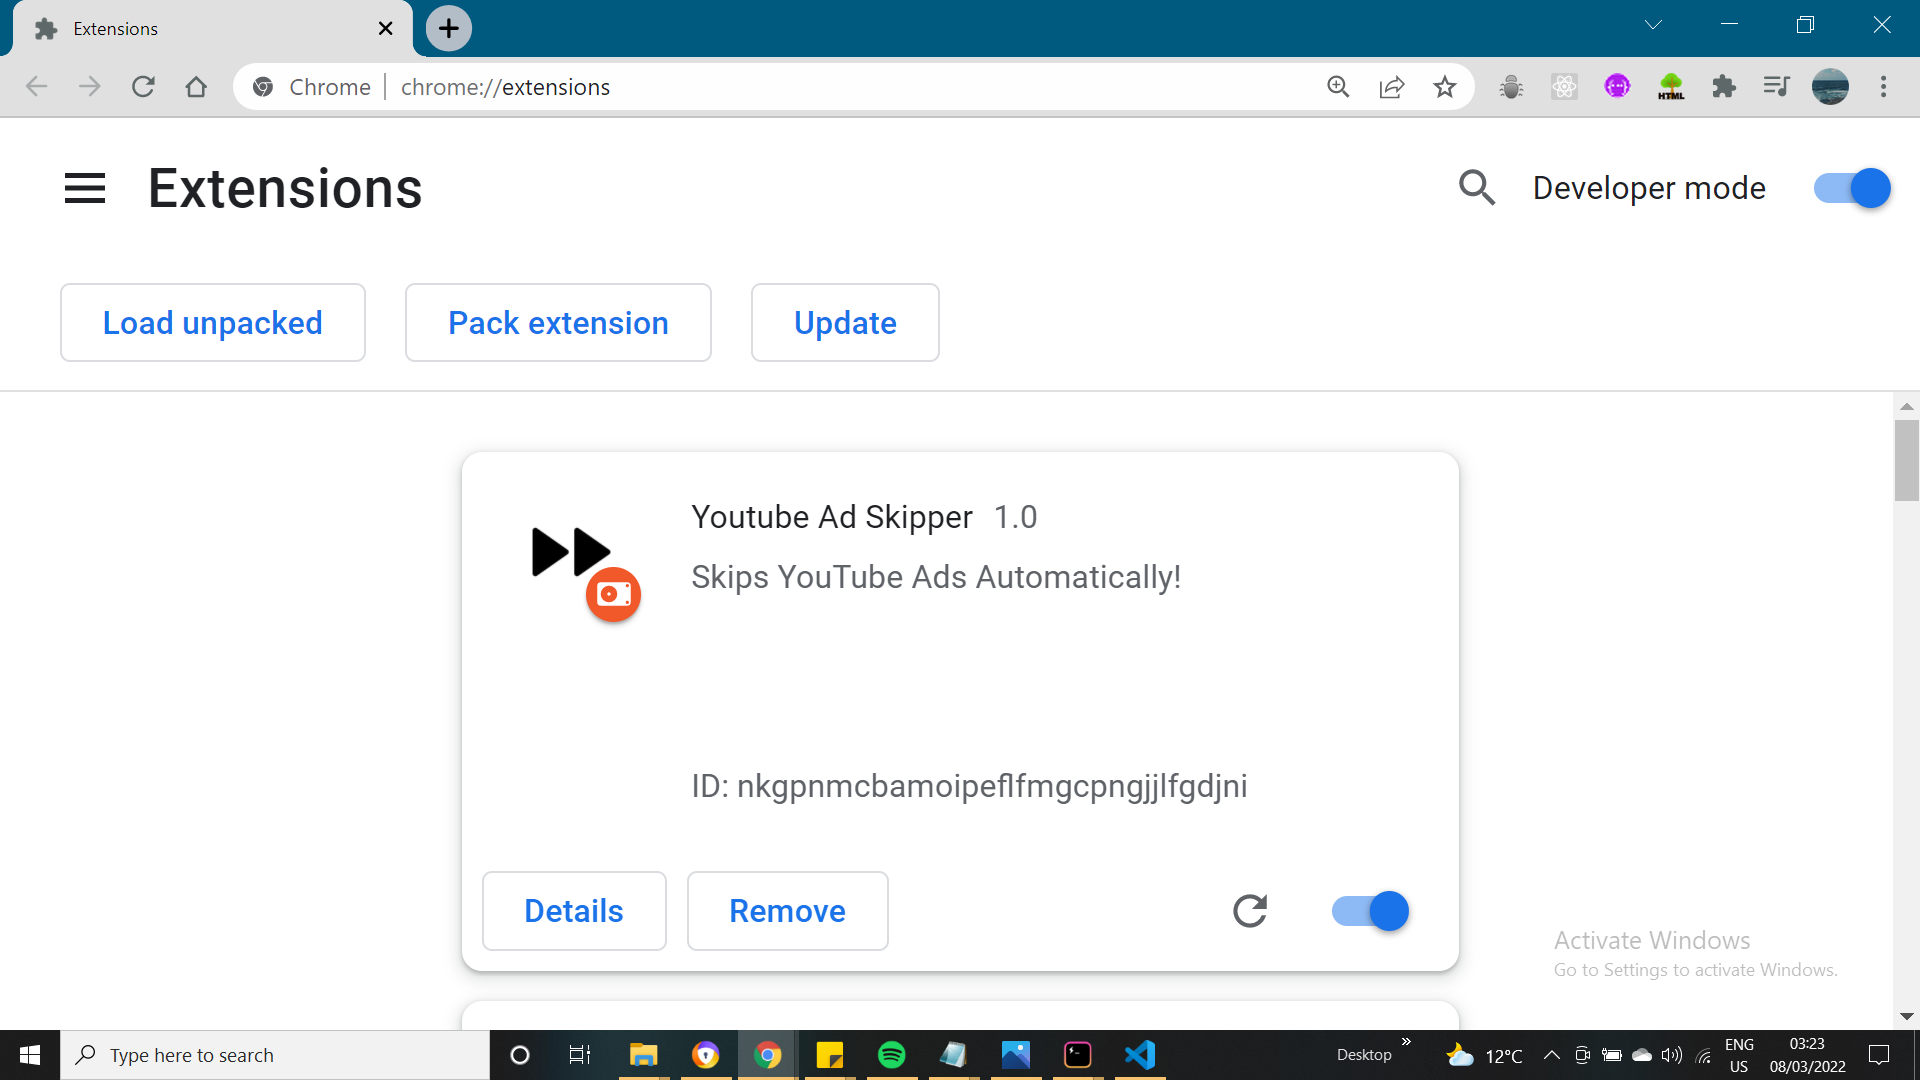 Extensions
Chrome | chrome://extensions
HTML
Extensions
Developer mode
Load unpacked
Pack extension
Update
Youtube Ad Skipper 1.0
Skips YouTube Ads Automatically!
ID: nkgpnmcbamoipeflfmgcpngjjlfgdjni
Details
Remove
Activate Windows
Go to Settings to activate Windows.
Type here to search
Desktop
12°C
ENG
US
03:23
08/03/2022